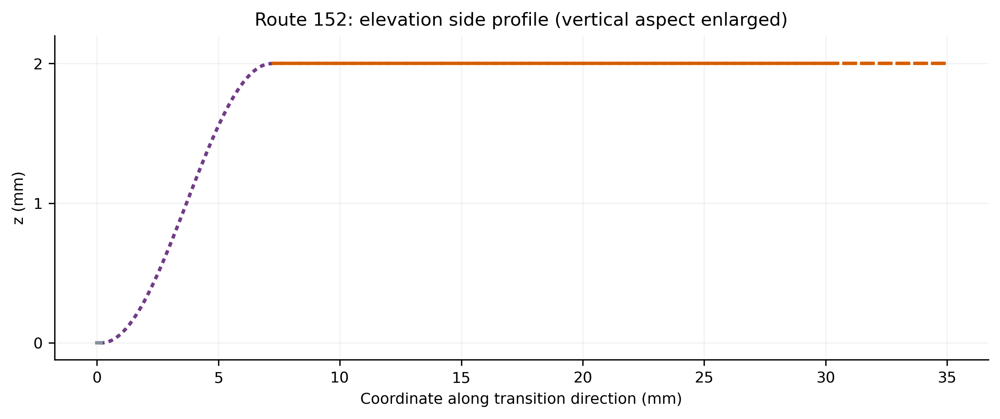 Route 152: elevation side profile (vertical aspect enlarged)
2
1
0
z (mm)
0 5 10 15 20 25 30 35
Coordinate along transition direction (mm)